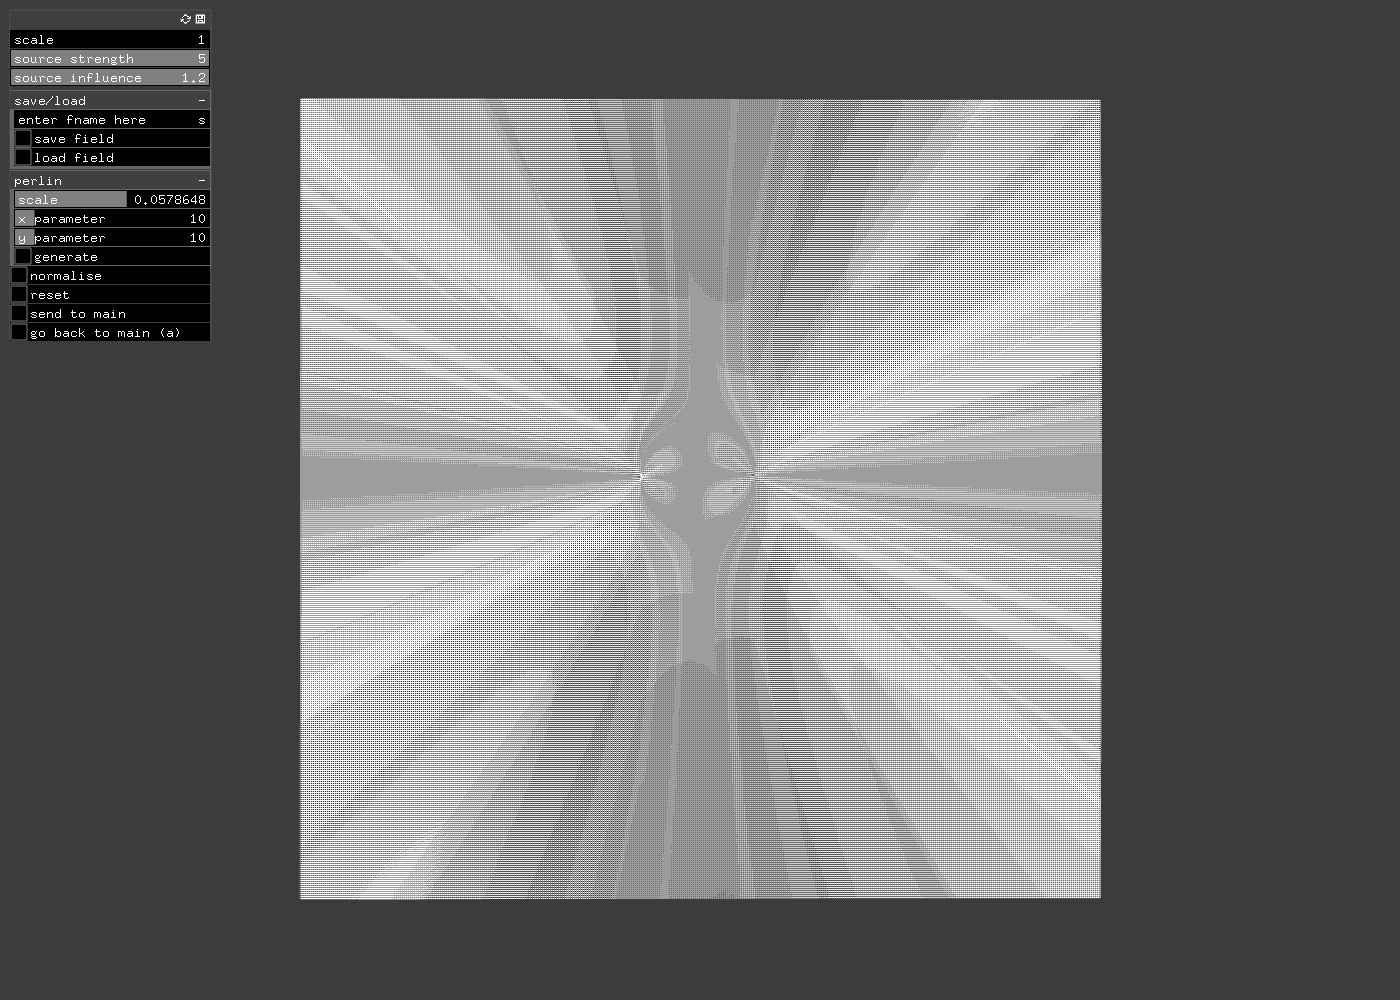 scale 1
source strength 5
source influence 1.2
save/load -
enter fname here s
save field
load field
perlin -
scale 0.0578648
x parameter 10
y parameter 10
generate
normalise
reset
send to main
go back to main (a)